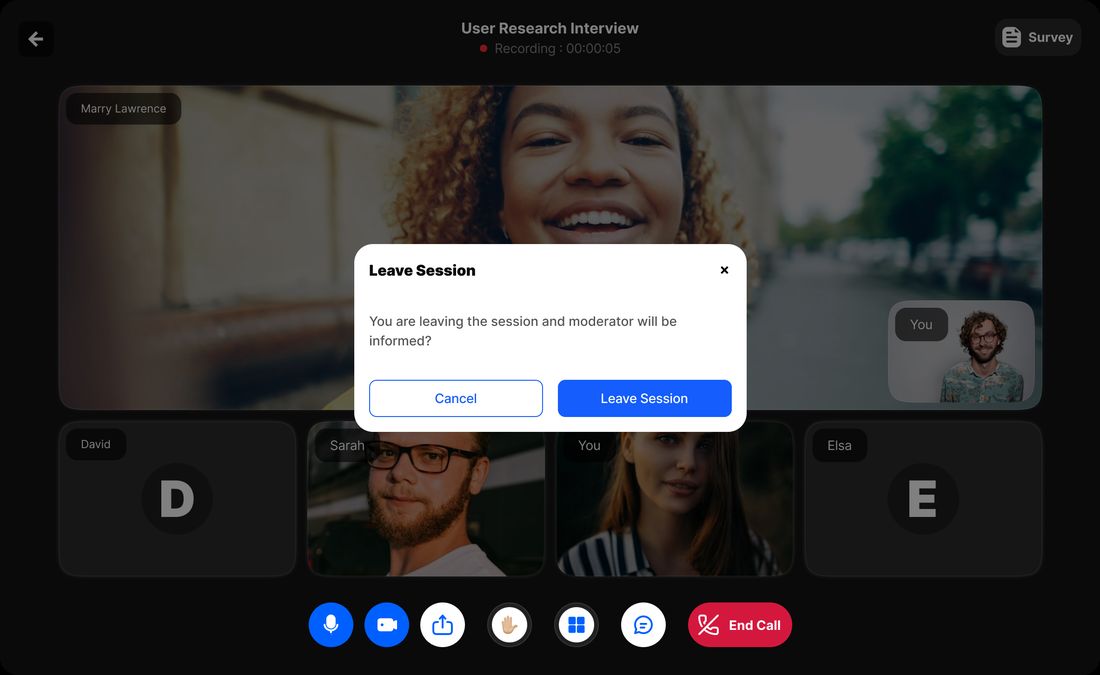 User Research Interview
Recording : 00:00:05
Survey
Marry Lawrence
Leave Session
You are leaving the session and moderator will be
informed?
Cancel
Leave Session
You
David
Sarah
You
Elsa
D
E
End Call